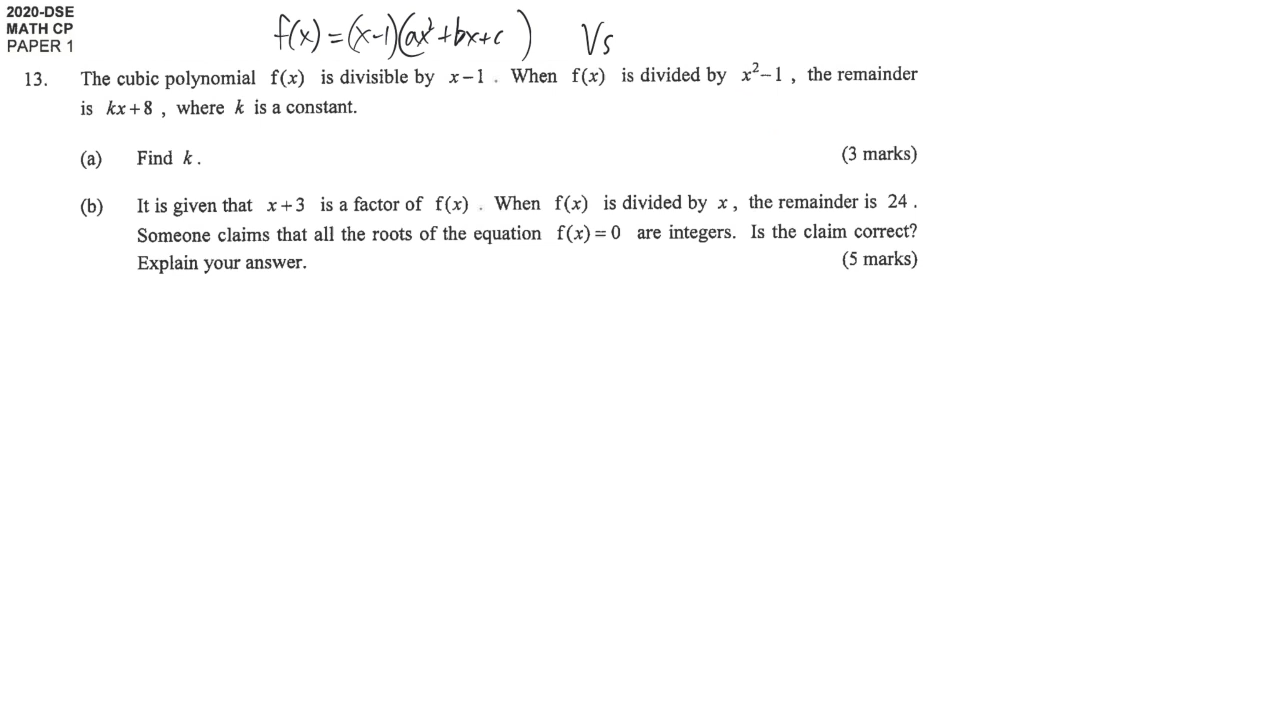 2020-DSE
MATH CP
PAPER 1
f(x) = (x-1)(ax²+bx+c ) Vs
13. The cubic polynomial f(x) is divisible by x−1 . When f(x) is divided by x²−1 , the remainder
is kx+8 , where k is a constant.
(a) Find k . (3 marks)
(b) It is given that x+3 is a factor of f(x) . When f(x) is divided by x , the remainder is 24 .
Someone claims that all the roots of the equation f(x)=0 are integers. Is the claim correct?
Explain your answer. (5 marks)